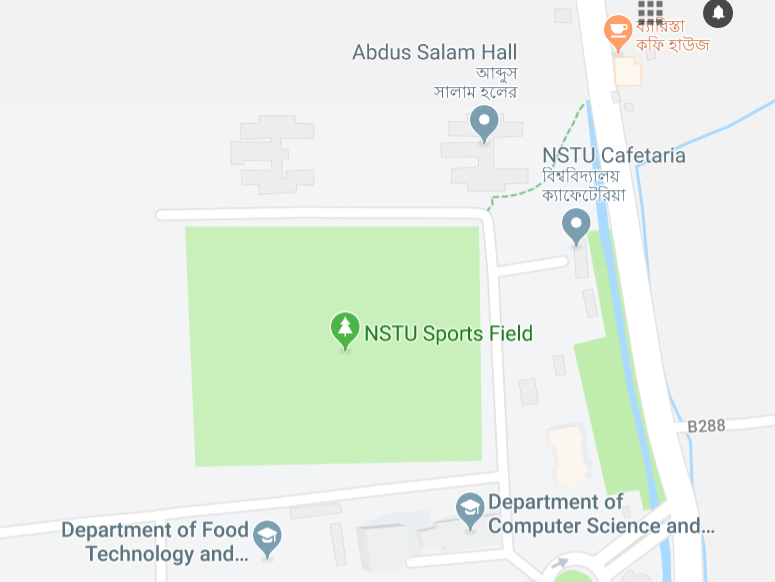 ব্যারিস্তা
কফি হাউজ
Abdus Salam Hall
আব্দুস
সালাম হলের
NSTU Cafetaria
বিশ্ববিদ্যালয়
ক্যাফেটেরিয়া
NSTU Sports Field
B288
Department of
Computer Science and...
Department of Food
Technology and...